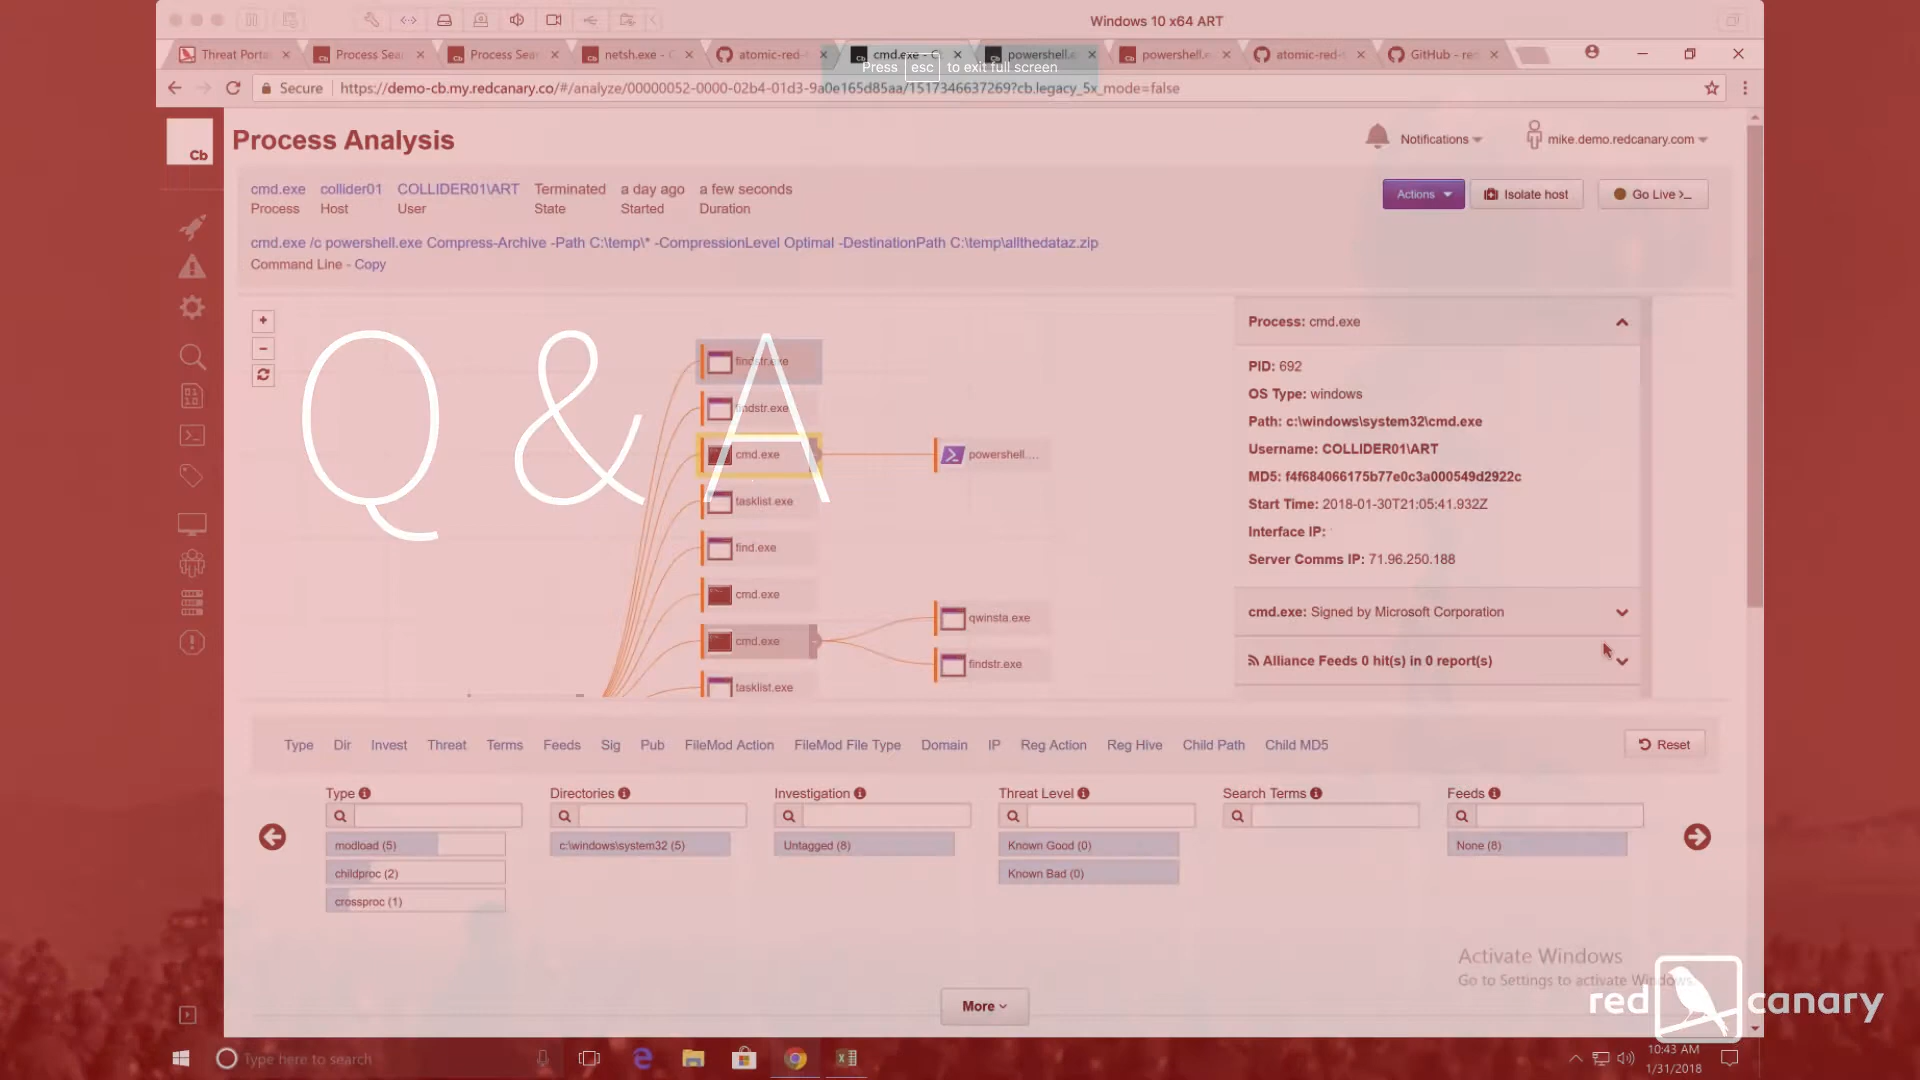 Windows 10 x64 ART
Threat Porta
Process Sea
Process Sea
netsh.exe - C
atomic-red-
cmd.exe - C
powershell.e
powershell.e
atomic-red-
GitHub - re
Press esc to exit full screen
Secure
https://demo-cb.my.redcanary.co/#/analyze/00000052-0000-02b4-01d3-9a0e165d85aa/1517346637269?cb.legacy_5x_mode=false
Cb
Process Analysis
Notifications
mike.demo.redcanary.com
cmd.exe collider01 COLLIDER01\ART Terminated a day ago a few seconds
Process Host User State Started Duration
Actions
Isolate host
Go Live >_
cmd.exe /c powershell.exe Compress-Archive -Path C:\temp\* -CompressionLevel Optimal -DestinationPath C:\temp\allthedataz.zip
Command Line - Copy
Q & A
findstr.exe
findstr.exe
cmd.exe
powershell....
tasklist.exe
find.exe
cmd.exe
qwinsta.exe
cmd.exe
findstr.exe
tasklist.exe
Process: cmd.exe
PID: 692
OS Type: windows
Path: c:\windows\system32\cmd.exe
Username: COLLIDER01\ART
MD5: f4f684066175b77e0c3a000549d2922c
Start Time: 2018-01-30T21:05:41.932Z
Interface IP:
Server Comms IP: 71.96.250.188
cmd.exe: Signed by Microsoft Corporation
Alliance Feeds 0 hit(s) in 0 report(s)
Type Dir Invest Threat Terms Feeds Sig Pub FileMod Action FileMod File Type Domain IP Reg Action Reg Hive Child Path Child MD5
Reset
Type
modload (5)
childproc (2)
crossproc (1)
Directories
c:\windows\system32 (5)
Investigation
Untagged (8)
Threat Level
Known Good (0)
Known Bad (0)
Search Terms
Feeds
None (8)
More
Activate Windows
Go to Settings to activate Windows.
red canary
Type here to search
10:43 AM
1/31/2018